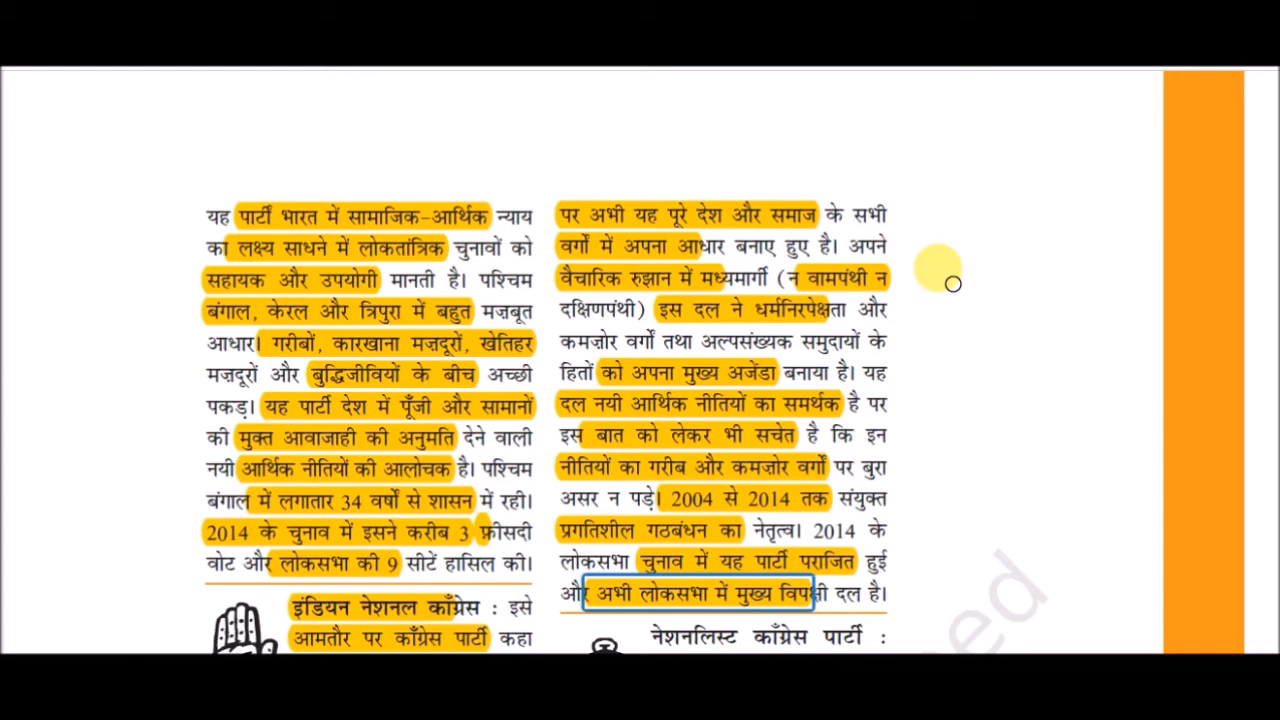 यह पार्टी भारत में सामाजिक-आर्थिक न्याय
का लक्ष्य साधने में लोकतांत्रिक चुनावों को
सहायक और उपयोगी मानती है। पश्चिम
बंगाल, केरल और त्रिपुरा में बहुत मज़बूत
आधार। गरीबों, कारखाना मज़दूरों, खेतिहर
मज़दूरों और बुद्धिजीवियों के बीच अच्छी
पकड़। यह पार्टी देश में पूँजी और सामानों
की मुक्त आवाजाही की अनुमति देने वाली
नयी आर्थिक नीतियों की आलोचक है। पश्चिम
बंगाल में लगातार 34 वर्षों से शासन में रही।
2014 के चुनाव में इसने करीब 3 फ़ीसदी
वोट और लोकसभा की 9 सीटें हासिल की।
इंडियन नेशनल काँग्रेस : इसे
आमतौर पर काँग्रेस पार्टी कहा
पर अभी यह पूरे देश और समाज के सभी
वर्गों में अपना आधार बनाए हुए है। अपने
वैचारिक रुझान में मध्यमार्गी (न वामपंथी न
दक्षिणपंथी) इस दल ने धर्मनिरपेक्षता और
कमज़ोर वर्गों तथा अल्पसंख्यक समुदायों के
हितों को अपना मुख्य अजेंडा बनाया है। यह
दल नयी आर्थिक नीतियों का समर्थक है पर
इस बात को लेकर भी सचेत है कि इन
नीतियों का गरीब और कमज़ोर वर्गों पर बुरा
असर न पड़े। 2004 से 2014 तक संयुक्त
प्रगतिशील गठबंधन का नेतृत्व। 2014 के
लोकसभा चुनाव में यह पार्टी पराजित हुई
और अभी लोकसभा में मुख्य विपक्षी दल है।
नेशनलिस्ट काँग्रेस पार्टी :
ed